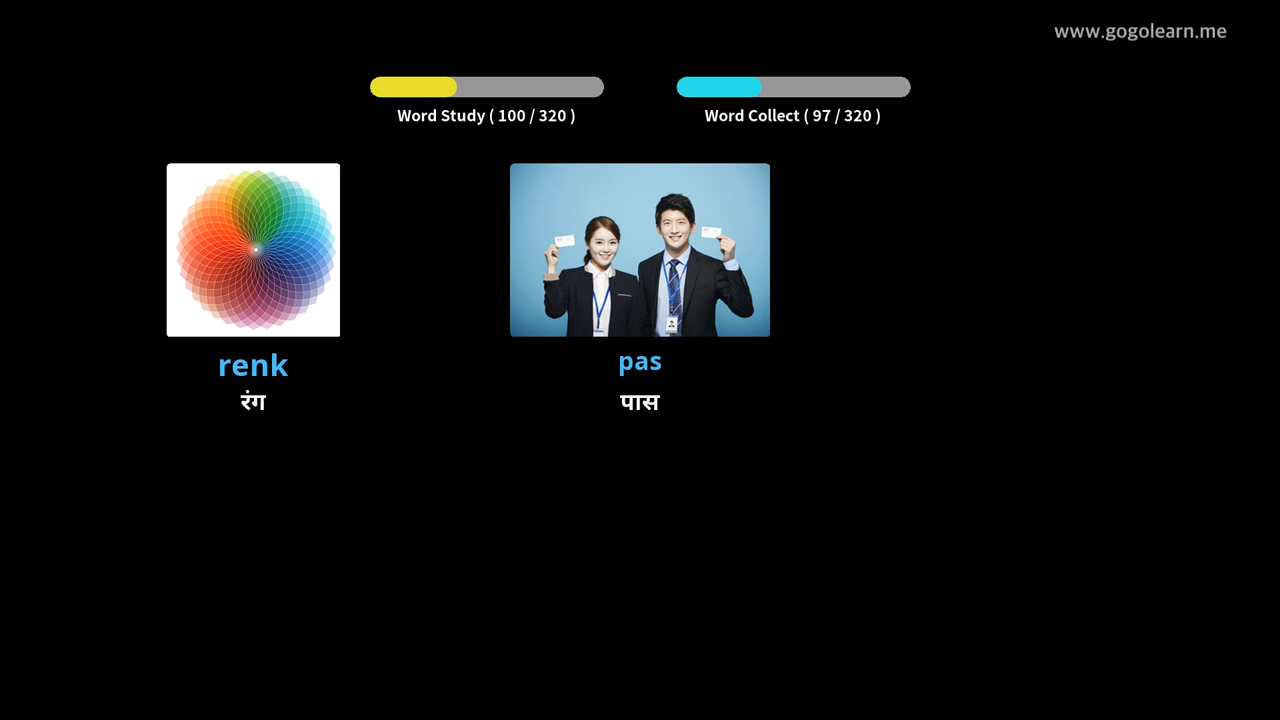 www.gogolearn.me
Word Study ( 100 / 320 )
Word Collect ( 97 / 320 )
renk
रंग
pas
पास